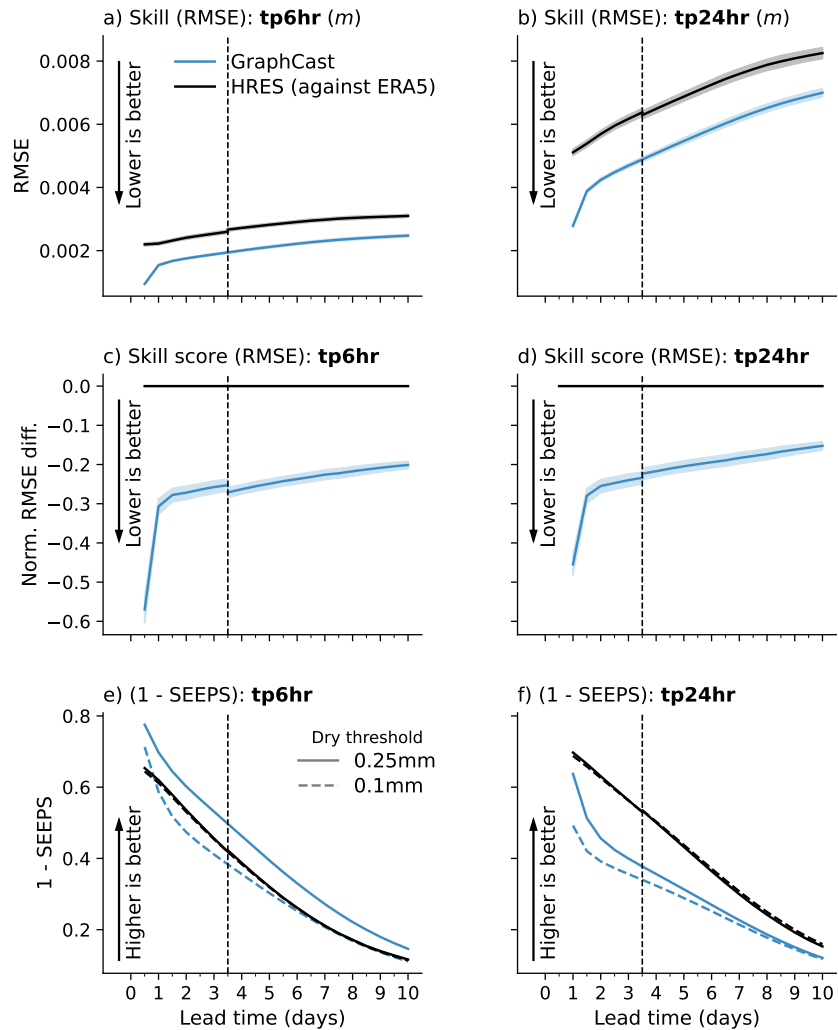 a) Skill (RMSE): tp6hr (m)
b) Skill (RMSE): tp24hr (m)
0.008
0.006
0.004
0.002
RMSE
Lower is better
GraphCast
HRES (against ERA5)
Lower is better
c) Skill score (RMSE): tp6hr
d) Skill score (RMSE): tp24hr
0.0
−0.1
−0.2
−0.3
−0.4
−0.5
−0.6
Norm. RMSE diff.
Lower is better
Lower is better
e) (1 - SEEPS): tp6hr
f) (1 - SEEPS): tp24hr
0.8
0.6
0.4
0.2
1 - SEEPS
Higher is better
Dry threshold
0.25mm
0.1mm
Higher is better
0 1 2 3 4 5 6 7 8 9 10
Lead time (days)
0 1 2 3 4 5 6 7 8 9 10
Lead time (days)